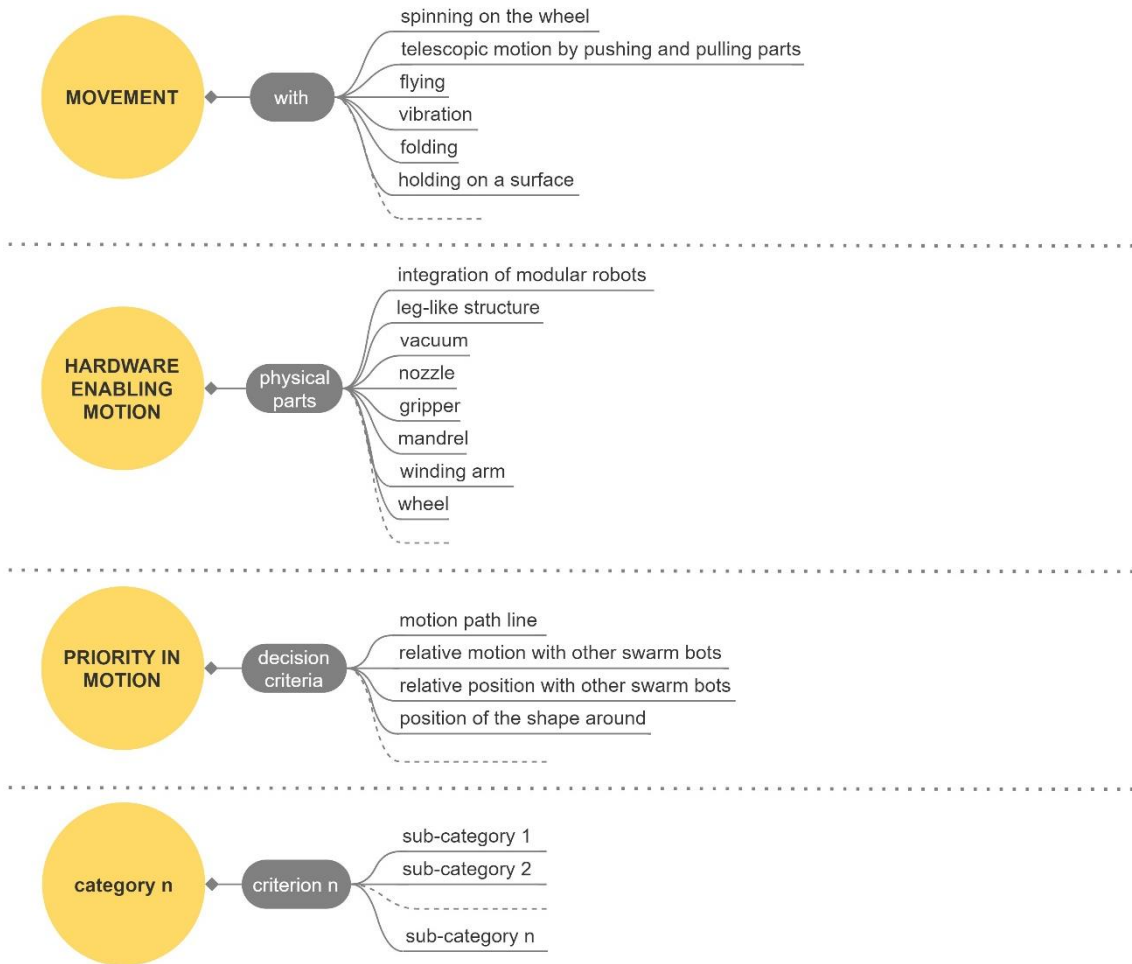 MOVEMENT
with
spinning on the wheel
telescopic motion by pushing and pulling parts
flying
vibration
folding
holding on a surface
HARDWARE
ENABLING
MOTION
physical
parts
integration of modular robots
leg-like structure
vacuum
nozzle
gripper
mandrel
winding arm
wheel
PRIORITY IN
MOTION
decision
criteria
motion path line
relative motion with other swarm bots
relative position with other swarm bots
position of the shape around
category n
criterion n
sub-category 1
sub-category 2
sub-category n